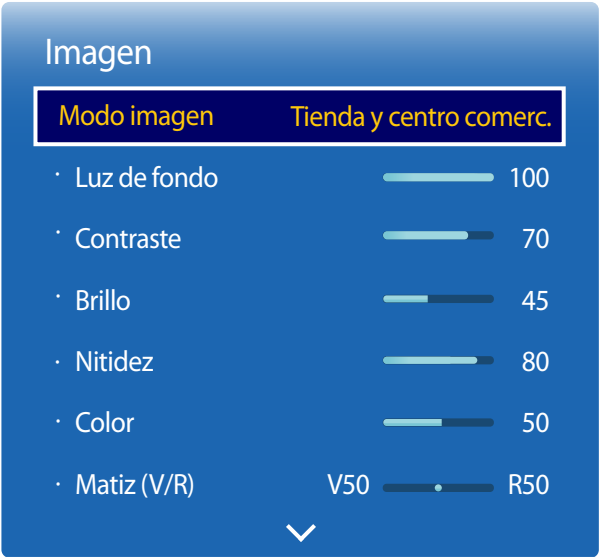 Imagen
Modo imagen Tienda y centro comerc.
· Luz de fondo 100
· Contraste 70
· Brillo 45
· Nitidez 80
· Color 50
· Matiz (V/R) V50 R50